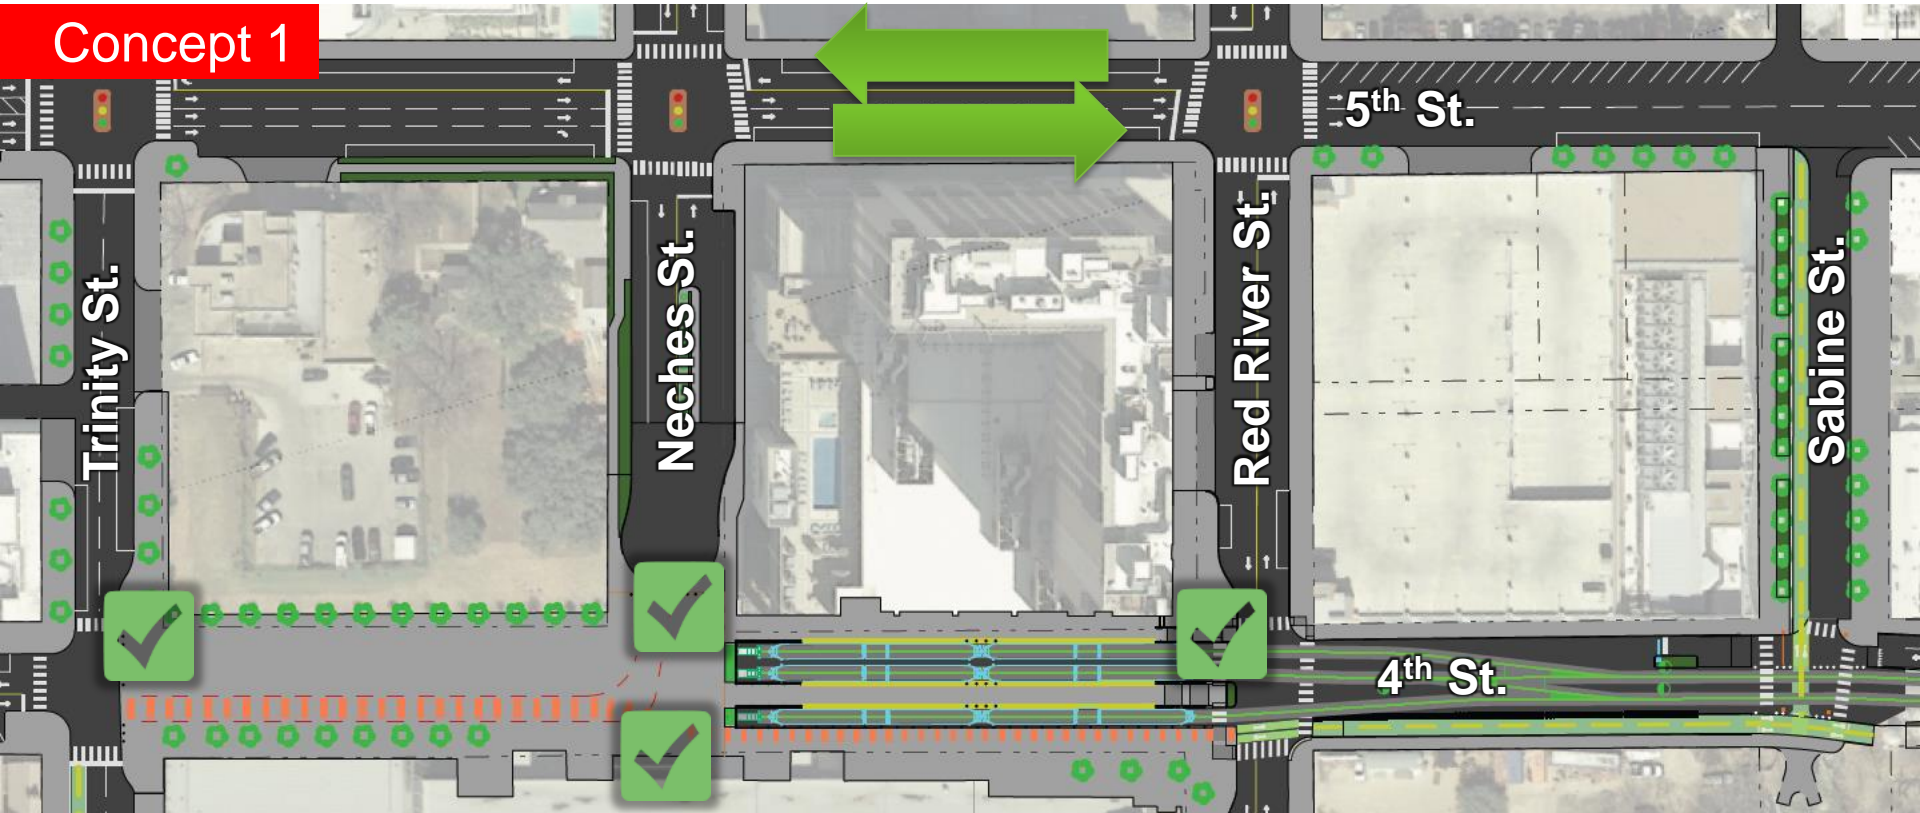 Concept 1
5th St.
Trinity St.
Neches St.
Red River St.
Sabine St.
4th St.